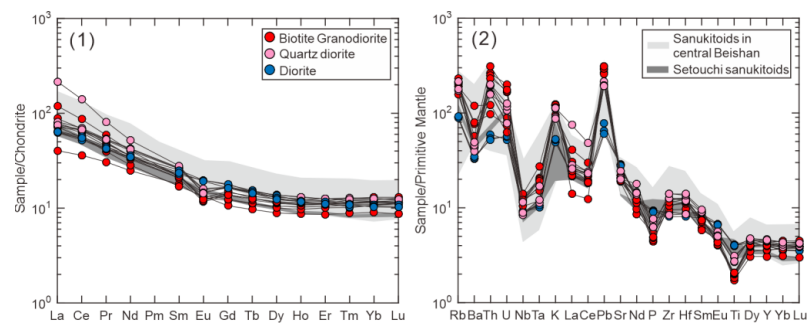 (1)
Biotite Granodiorite
Quartz diorite
Diorite
Sample/Chondrite
10³
10²
10¹
10⁰
La Ce Pr Nd Pm Sm Eu Gd Tb Dy Ho Er Tm Yb Lu
(2)
Sanukitoids in
central Beishan
Setouchi sanukitoids
Sample/Primitive Mantle
10³
10²
10¹
10⁰
Rb Ba Th U Nb Ta K La Ce Pb Sr Nd P Zr Hf Sm Eu Ti Dy Y Yb Lu